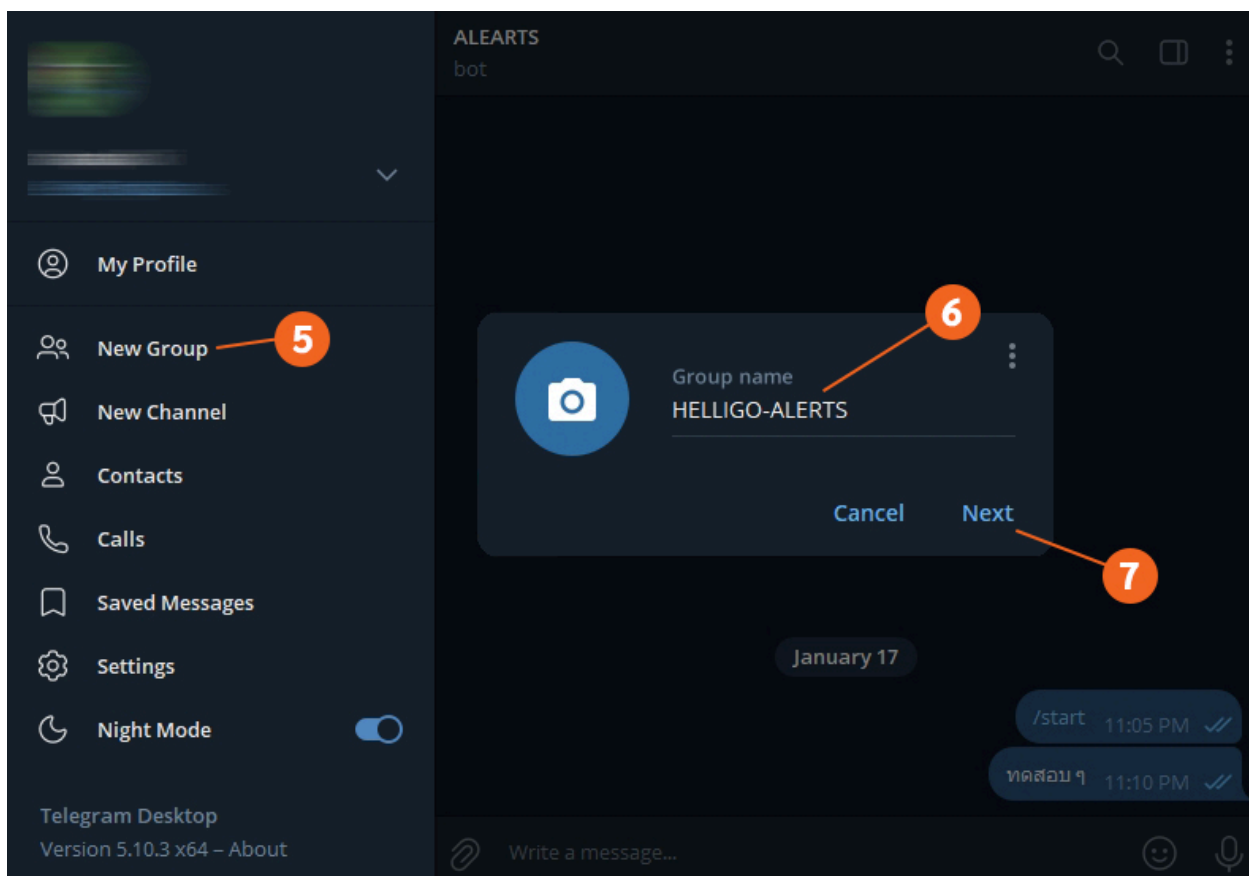 ALEARTS
bot
My Profile
New Group
5
New Channel
Contacts
Calls
Saved Messages
Settings
Night Mode
Telegram Desktop
Version 5.10.3 x64 – About
6
Group name
HELLIGO-ALERTS
Cancel
Next
7
January 17
/start 11:05 PM
ทดสอบ ๆ 11:10 PM
Write a message...